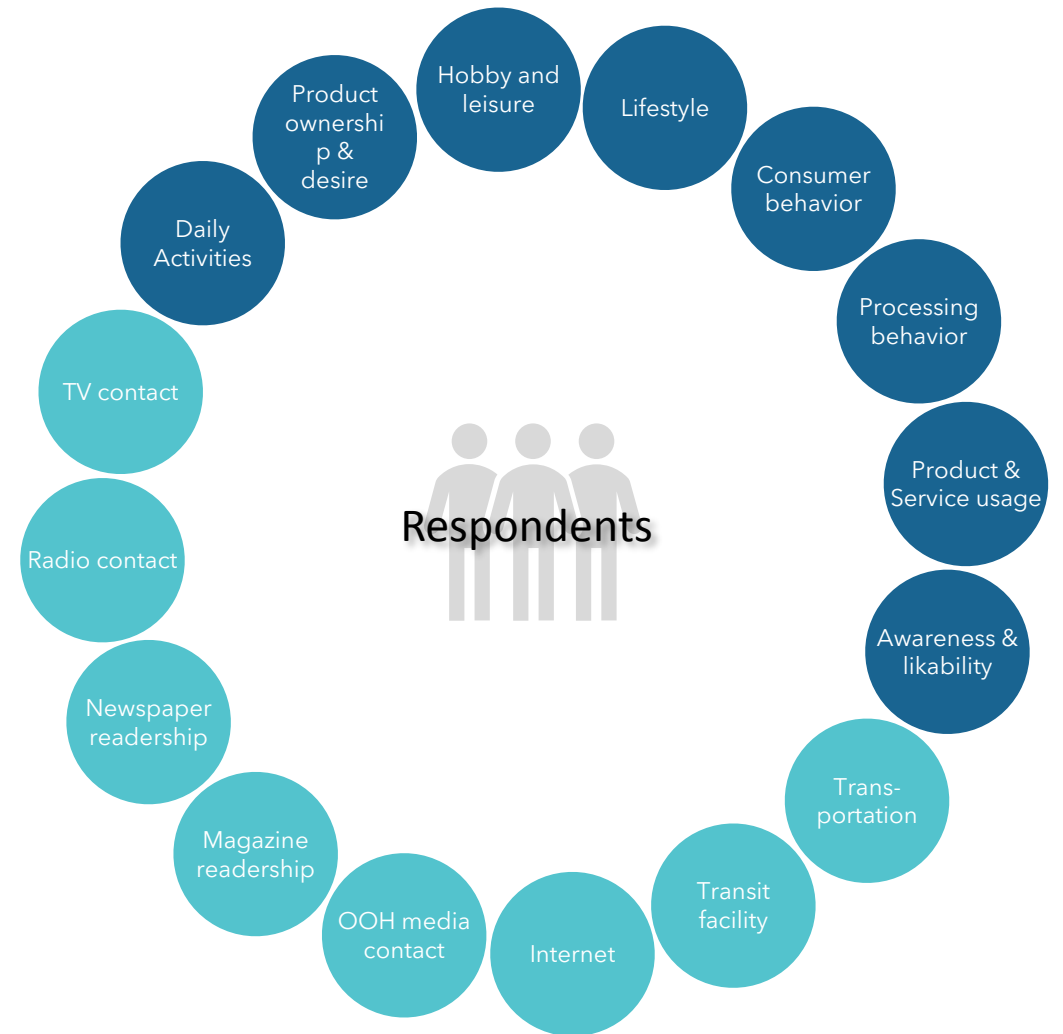 Hobby and
leisure
Lifestyle
Consumer
behavior
Processing
behavior
Product &
Service usage
Awareness &
likability
Trans-
portation
Transit
facility
Internet
OOH media
contact
Magazine
readership
Newspaper
readership
Radio contact
TV contact
Daily
Activities
Product
ownershi
p &
desire
Respondents